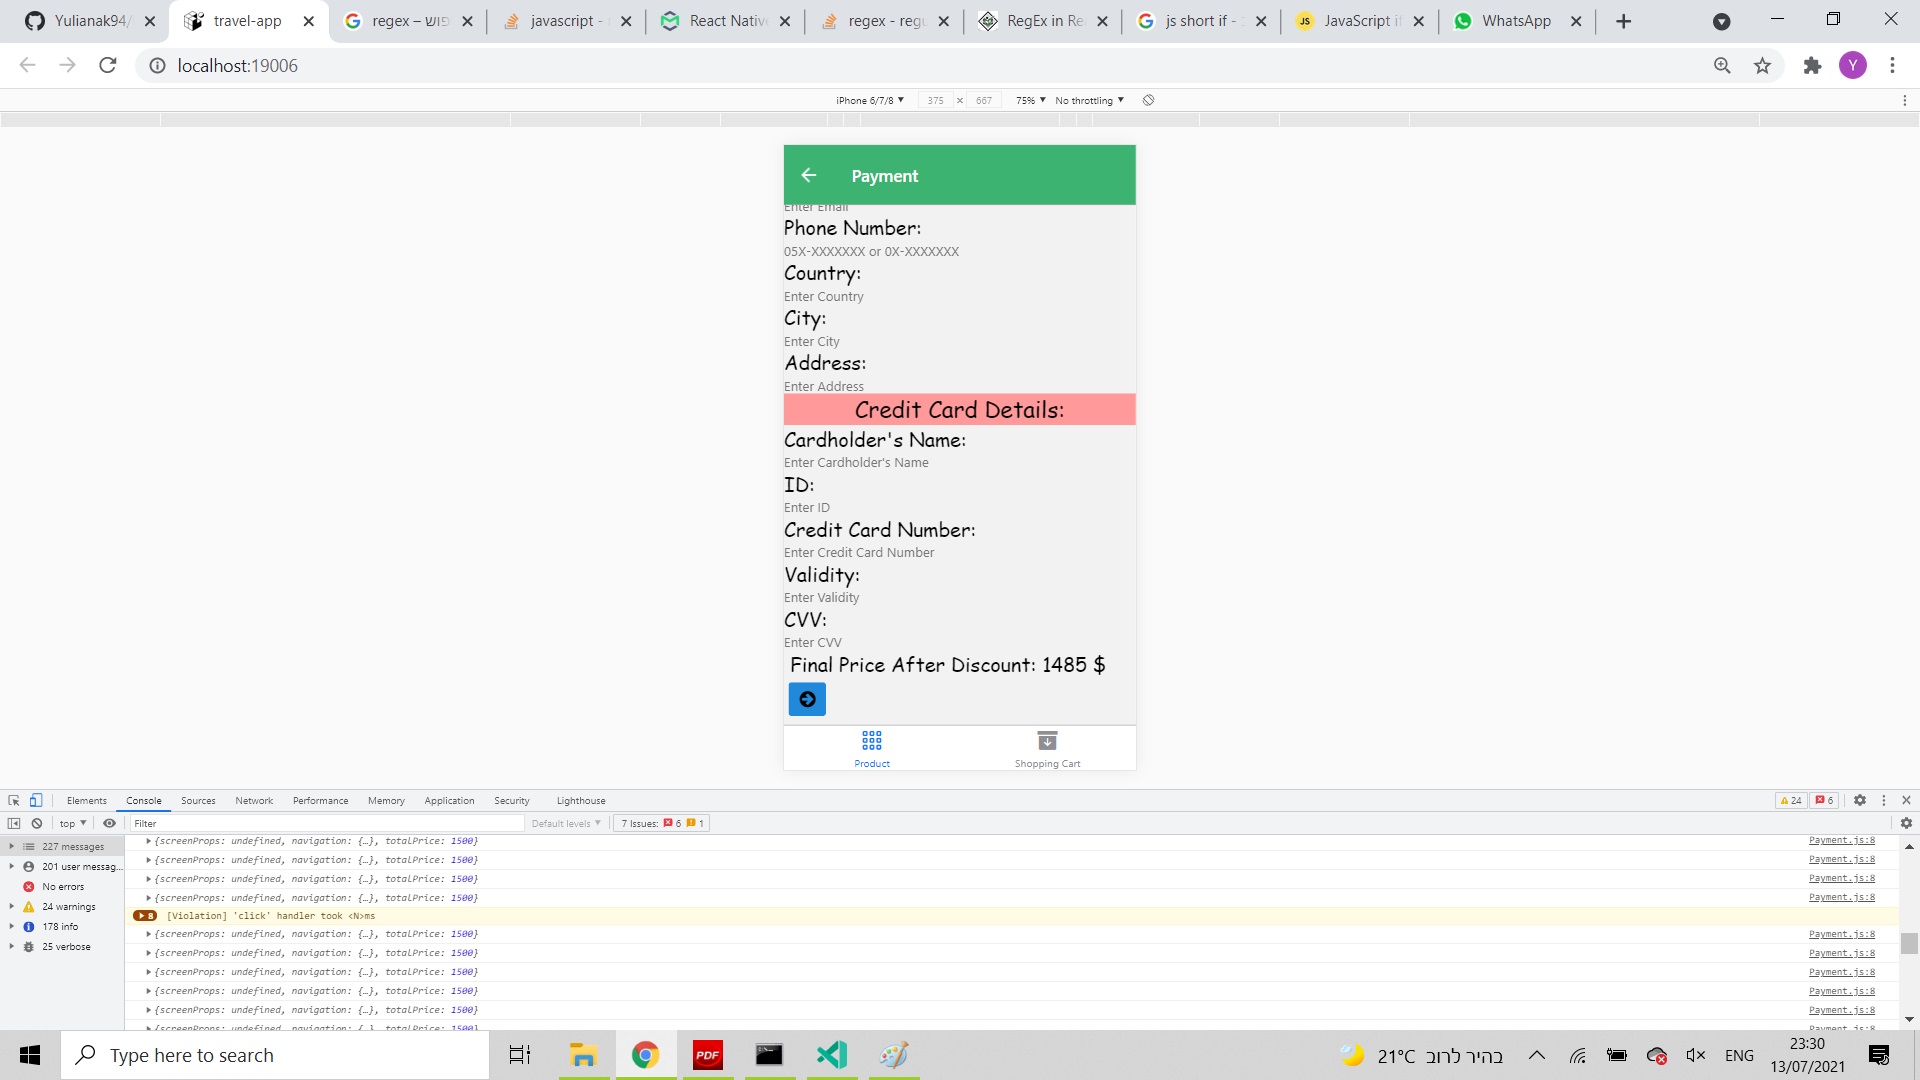 Yulianak94/
travel-app
regex – חיפוש
javascript -
React Native
regex - regu
RegEx in Re
js short if -
JavaScript if
WhatsApp
localhost:19006
Y
iPhone 6/7/8 ▼ 375 × 667 75% ▼ No throttling ▼
Payment
Enter Email
Phone Number:
05X-XXXXXXX or 0X-XXXXXXX
Country:
Enter Country
City:
Enter City
Address:
Enter Address
Credit Card Details:
Cardholder's Name:
Enter Cardholder's Name
ID:
Enter ID
Credit Card Number:
Enter Credit Card Number
Validity:
Enter Validity
CVV:
Enter CVV
Final Price After Discount: 1485 $
Product
Shopping Cart
Elements Console Sources Network Performance Memory Application Security Lighthouse 24 6
top ▼ Filter Default levels ▼ 7 Issues: 6 1
227 messages
201 user messag...
No errors
24 warnings
178 info
25 verbose
{screenProps: undefined, navigation: {…}, totalPrice: 1500} Payment.js:8
{screenProps: undefined, navigation: {…}, totalPrice: 1500} Payment.js:8
{screenProps: undefined, navigation: {…}, totalPrice: 1500} Payment.js:8
{screenProps: undefined, navigation: {…}, totalPrice: 1500} Payment.js:8
8 [Violation] 'click' handler took <N>ms
{screenProps: undefined, navigation: {…}, totalPrice: 1500} Payment.js:8
{screenProps: undefined, navigation: {…}, totalPrice: 1500} Payment.js:8
{screenProps: undefined, navigation: {…}, totalPrice: 1500} Payment.js:8
{screenProps: undefined, navigation: {…}, totalPrice: 1500} Payment.js:8
{screenProps: undefined, navigation: {…}, totalPrice: 1500} Payment.js:8
{screenProps: undefined, navigation: {…}, totalPrice: 1500} Payment.js:8
Type here to search
PDF
21°C בהיר לרוב
ENG
23:30
13/07/2021